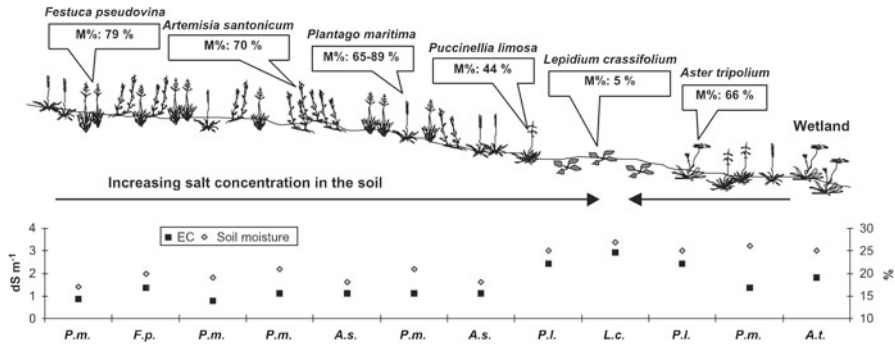 Festuca pseudovina
M%: 79 %
Artemisia santonicum
M%: 70 %
Plantago maritima
M%: 65-89 %
Puccinellia limosa
M%: 44 %
Lepidium crassifolium
M%: 5 %
Aster tripolium
M%: 66 %
Wetland
Increasing salt concentration in the soil
EC Soil moisture
dS m⁻¹
4
3
2
1
0
30
25
20
15
10
%
P.m. F.p. P.m. P.m. A.s. P.m. A.s. P.l. L.c. P.l. P.m. A.t.